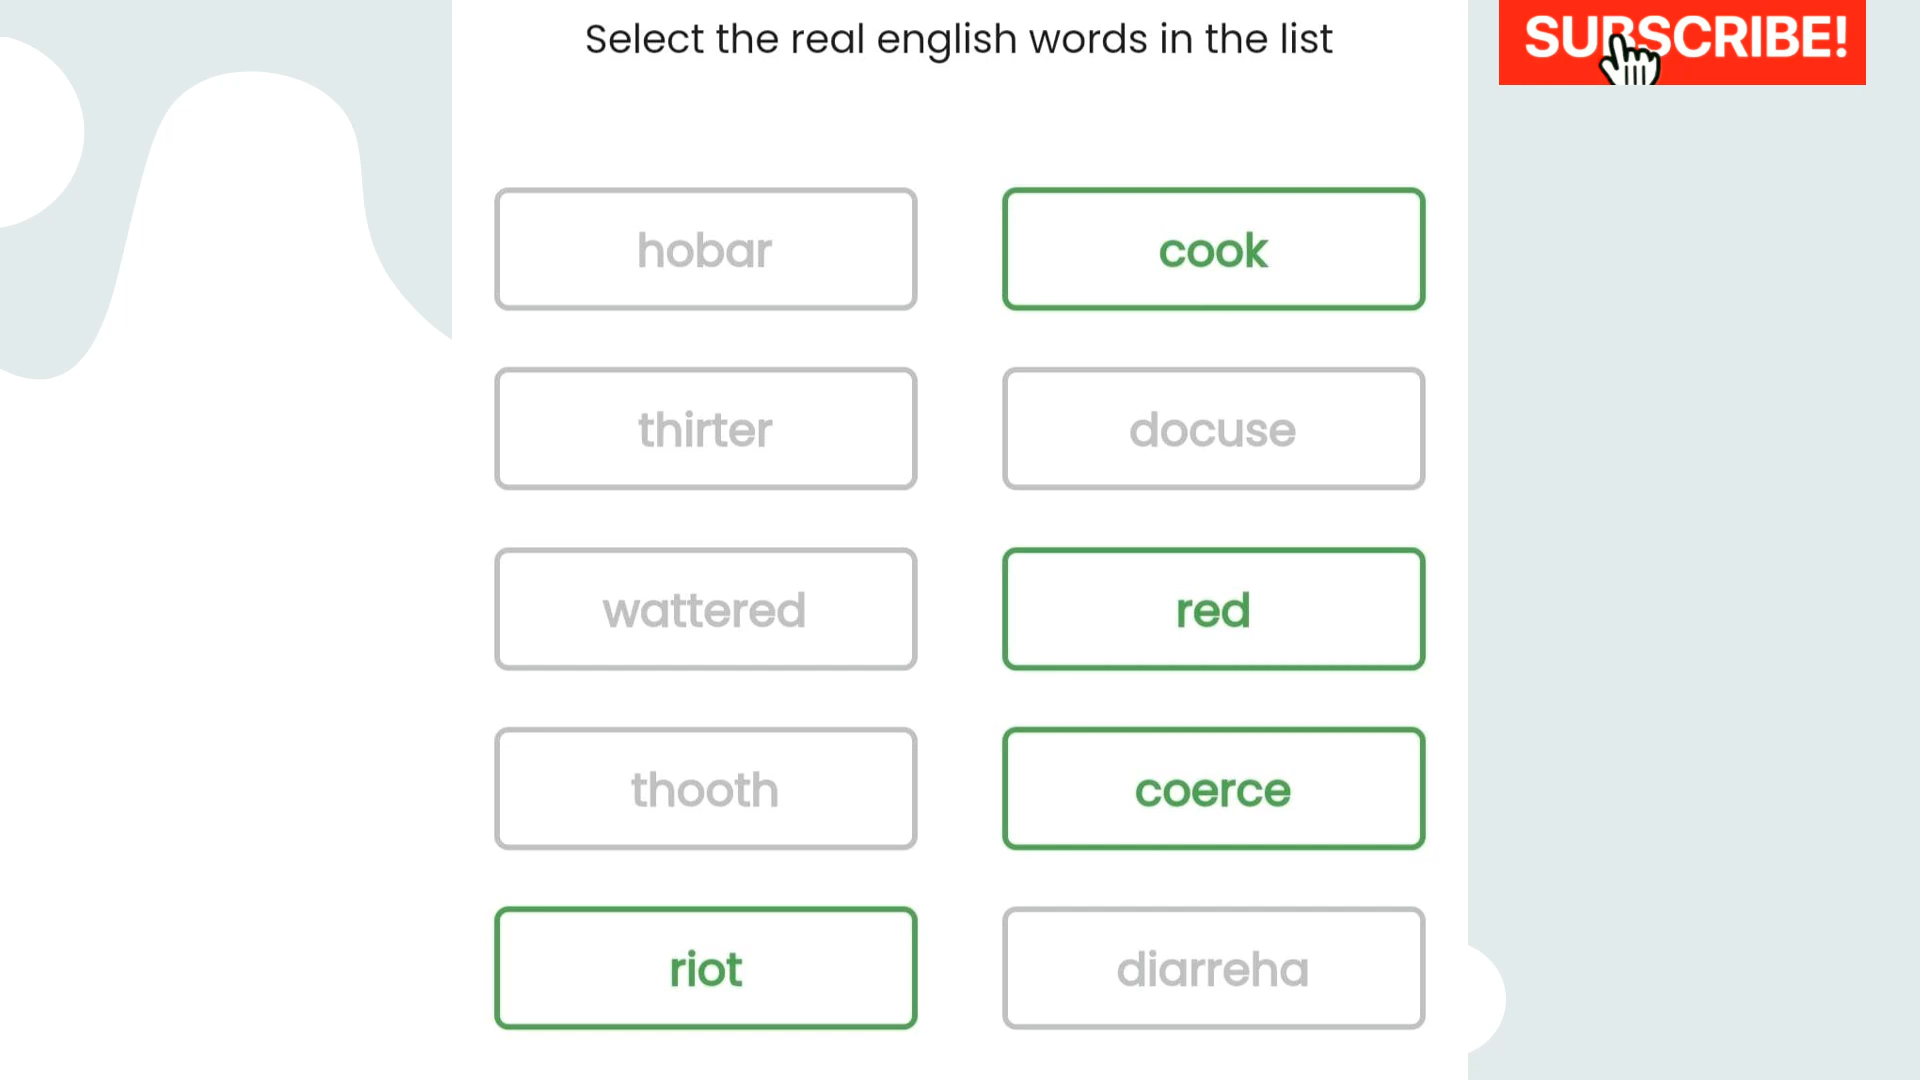 Select the real english words in the list
SUBSCRIBE!
hobar
cook
thirter
docuse
wattered
red
thooth
coerce
riot
diarreha